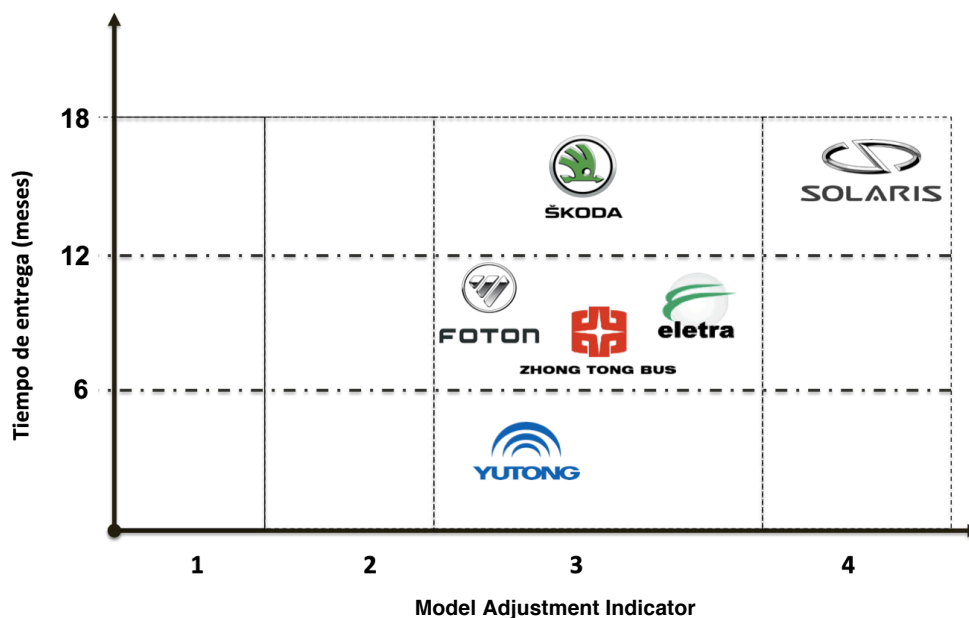 18
ŠKODA
SOLARIS
12
FOTON
eletra
ZHONG TONG BUS
6
YUTONG
Tiempo de entrega (meses)
1 2 3 4
Model Adjustment Indicator